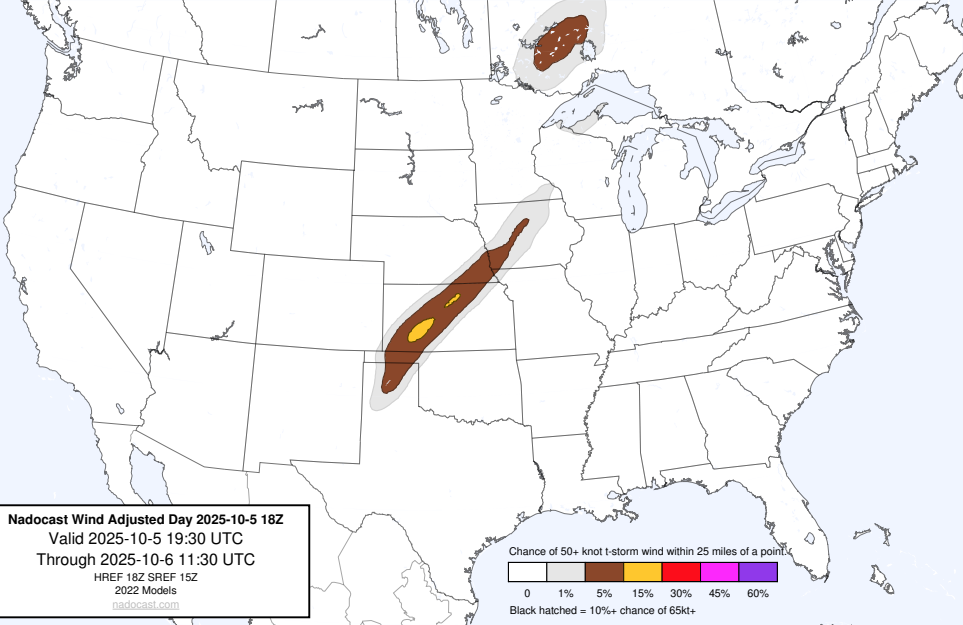 Nadocast Wind Adjusted Day 2025-10-5 18Z
Valid 2025-10-5 19:30 UTC
Through 2025-10-6 11:30 UTC
HREF 18Z SREF 15Z
2022 Models
nadocast.com
Chance of 50+ knot t-storm wind within 25 miles of a point.
0 1% 5% 15% 30% 45% 60%
Black hatched = 10%+ chance of 65kt+